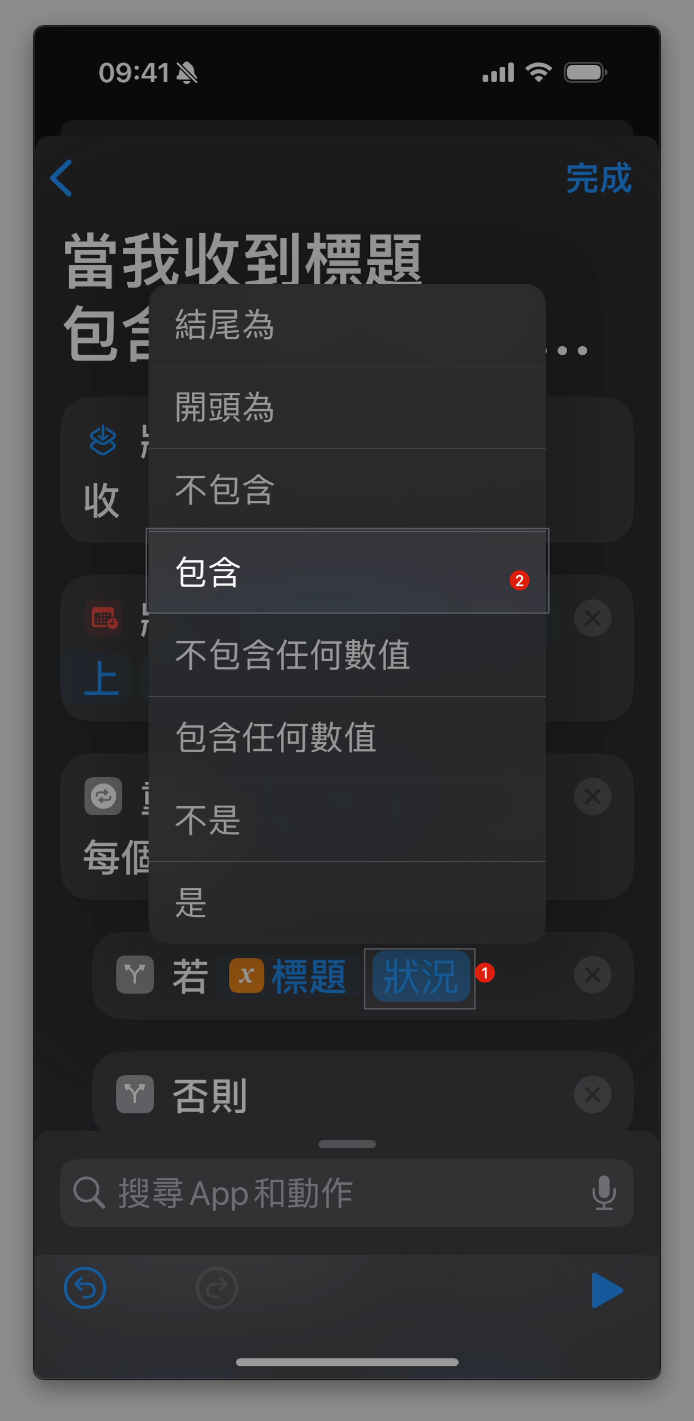 09:41
完成
當我收到標題
包含 ...
結尾為
開頭為
不包含
收
包含
2
不包含任何數值
上
包含任何數值
不是
每個
是
若 x 標題 狀況 1
否則
搜尋 App 和動作